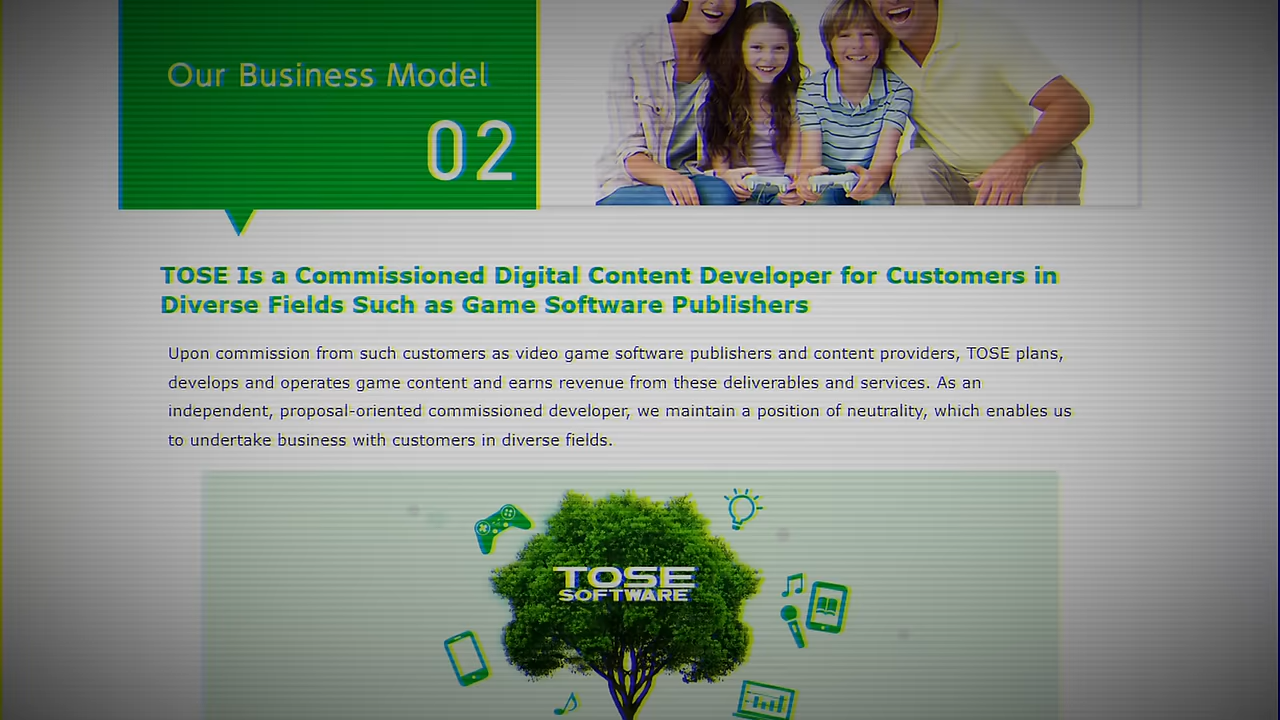 Our Business Model
02
TOSE Is a Commissioned Digital Content Developer for Customers in
Diverse Fields Such as Game Software Publishers
Upon commission from such customers as video game software publishers and content providers, TOSE plans,
develops and operates game content and earns revenue from these deliverables and services. As an
independent, proposal-oriented commissioned developer, we maintain a position of neutrality, which enables us
to undertake business with customers in diverse fields.
TOSE
SOFTWARE